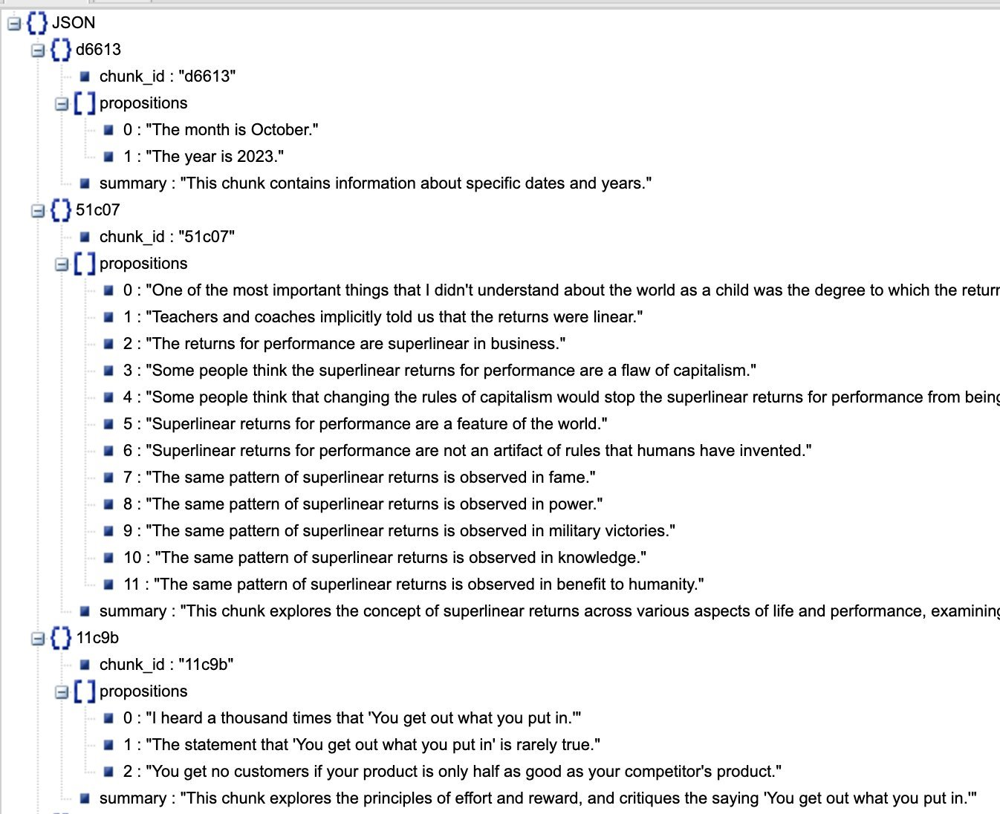 JSON
d6613
chunk_id : "d6613"
propositions
0 : "The month is October."
1 : "The year is 2023."
summary : "This chunk contains information about specific dates and years."
51c07
chunk_id : "51c07"
propositions
0 : "One of the most important things that I didn't understand about the world as a child was the degree to which the
1 : "Teachers and coaches implicitly told us that the returns were linear."
2 : "The returns for performance are superlinear in business."
3 : "Some people think the superlinear returns for performance are a flaw of capitalism."
4 : "Some people think that changing the rules of capitalism would stop the superlinear returns for performance from being
5 : "Superlinear returns for performance are a feature of the world."
6 : "Superlinear returns for performance are not an artifact of rules that humans have invented."
7 : "The same pattern of superlinear returns is observed in fame."
8 : "The same pattern of superlinear returns is observed in power."
9 : "The same pattern of superlinear returns is observed in military victories."
10 : "The same pattern of superlinear returns is observed in knowledge."
11 : "The same pattern of superlinear returns is observed in benefit to humanity."
summary : "This chunk explores the concept of superlinear returns across various aspects of life and performance, examining
11c9b
chunk_id : "11c9b"
propositions
0 : "I heard a thousand times that 'You get out what you put in.'"
1 : "The statement that 'You get out what you put in' is rarely true."
2 : "You get no customers if your product is only half as good as your competitor's product."
summary : "This chunk explores the principles of effort and reward, and critiques the saying 'You get out what you put in.'"